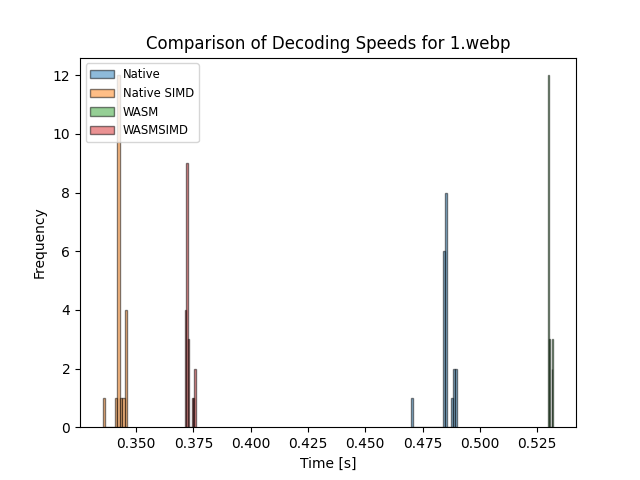 Comparison of Decoding Speeds for 1.webp
Native
Native SIMD
WASM
WASMSIMD
12
10
8
6
4
2
0
Frequency
0.350 0.375 0.400 0.425 0.450 0.475 0.500 0.525
Time [s]